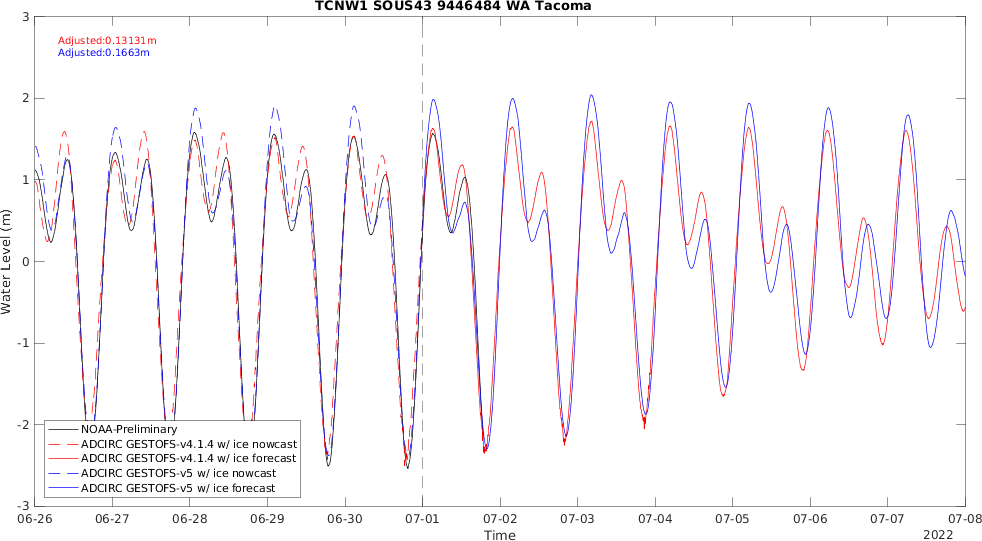 TCNW1 SOUS43 9446484 WA Tacoma
3
Adjusted:0.13131m
Adjusted:0.1663m
2
1
Water Level (m)
0
-1
-2
NOAA-Preliminary
ADCIRC GESTOFS-v4.1.4 w/ ice nowcast
ADCIRC GESTOFS-v4.1.4 w/ ice forecast
ADCIRC GESTOFS-v5 w/ ice nowcast
ADCIRC GESTOFS-v5 w/ ice forecast
-3
06-26 06-27 06-28 06-29 06-30 07-01 07-02 07-03 07-04 07-05 07-06 07-07 07-08
Time 2022